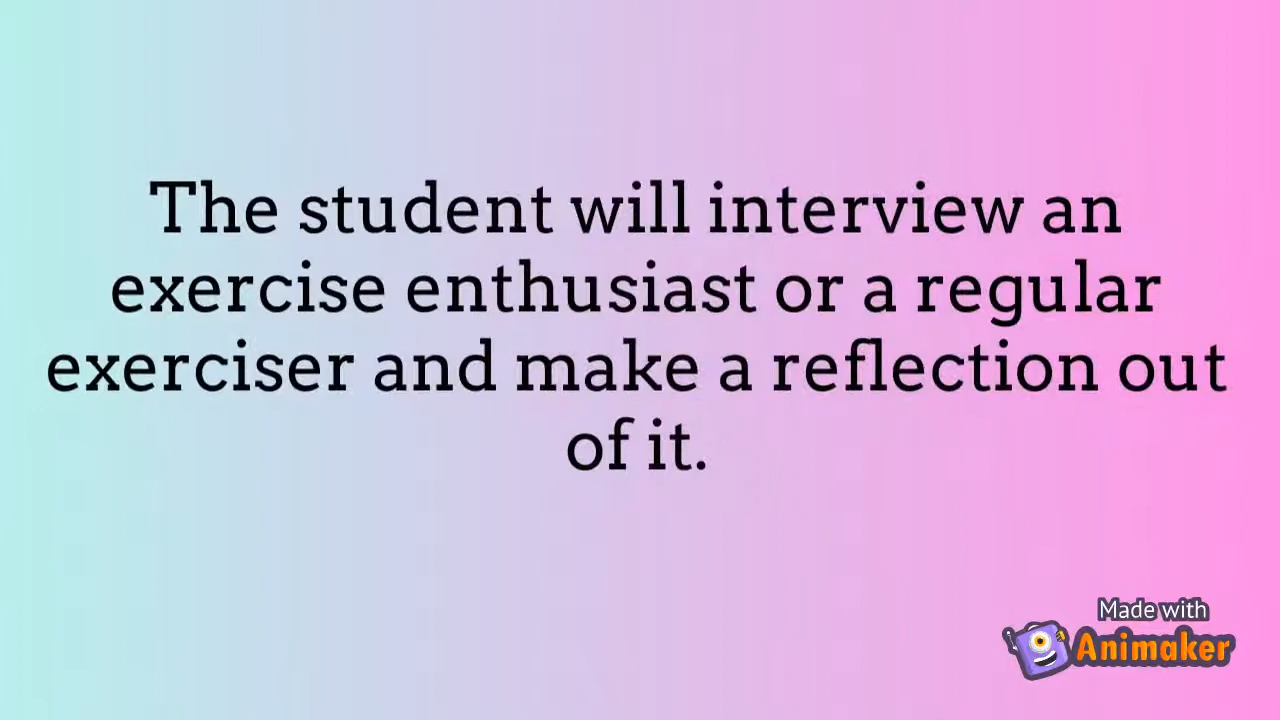 The student will interview an
exercise enthusiast or a regular
exerciser and make a reflection out
of it.
Made with
Animaker